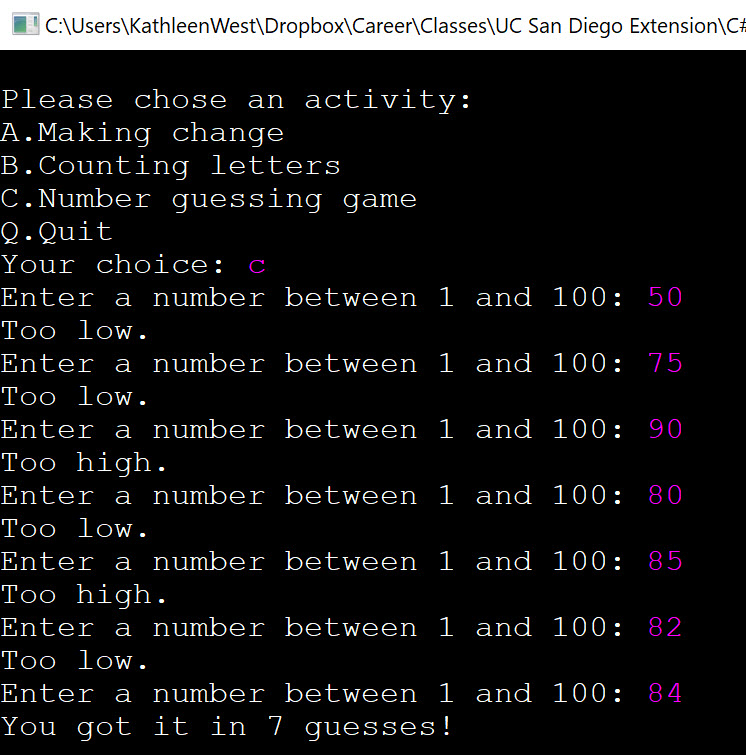 C:\Users\KathleenWest\Dropbox\Career\Classes\UC San Diego Extension\C#
Please chose an activity:
A.Making change
B.Counting letters
C.Number guessing game
Q.Quit
Your choice: c
Enter a number between 1 and 100: 50
Too low.
Enter a number between 1 and 100: 75
Too low.
Enter a number between 1 and 100: 90
Too high.
Enter a number between 1 and 100: 80
Too low.
Enter a number between 1 and 100: 85
Too high.
Enter a number between 1 and 100: 82
Too low.
Enter a number between 1 and 100: 84
You got it in 7 guesses!